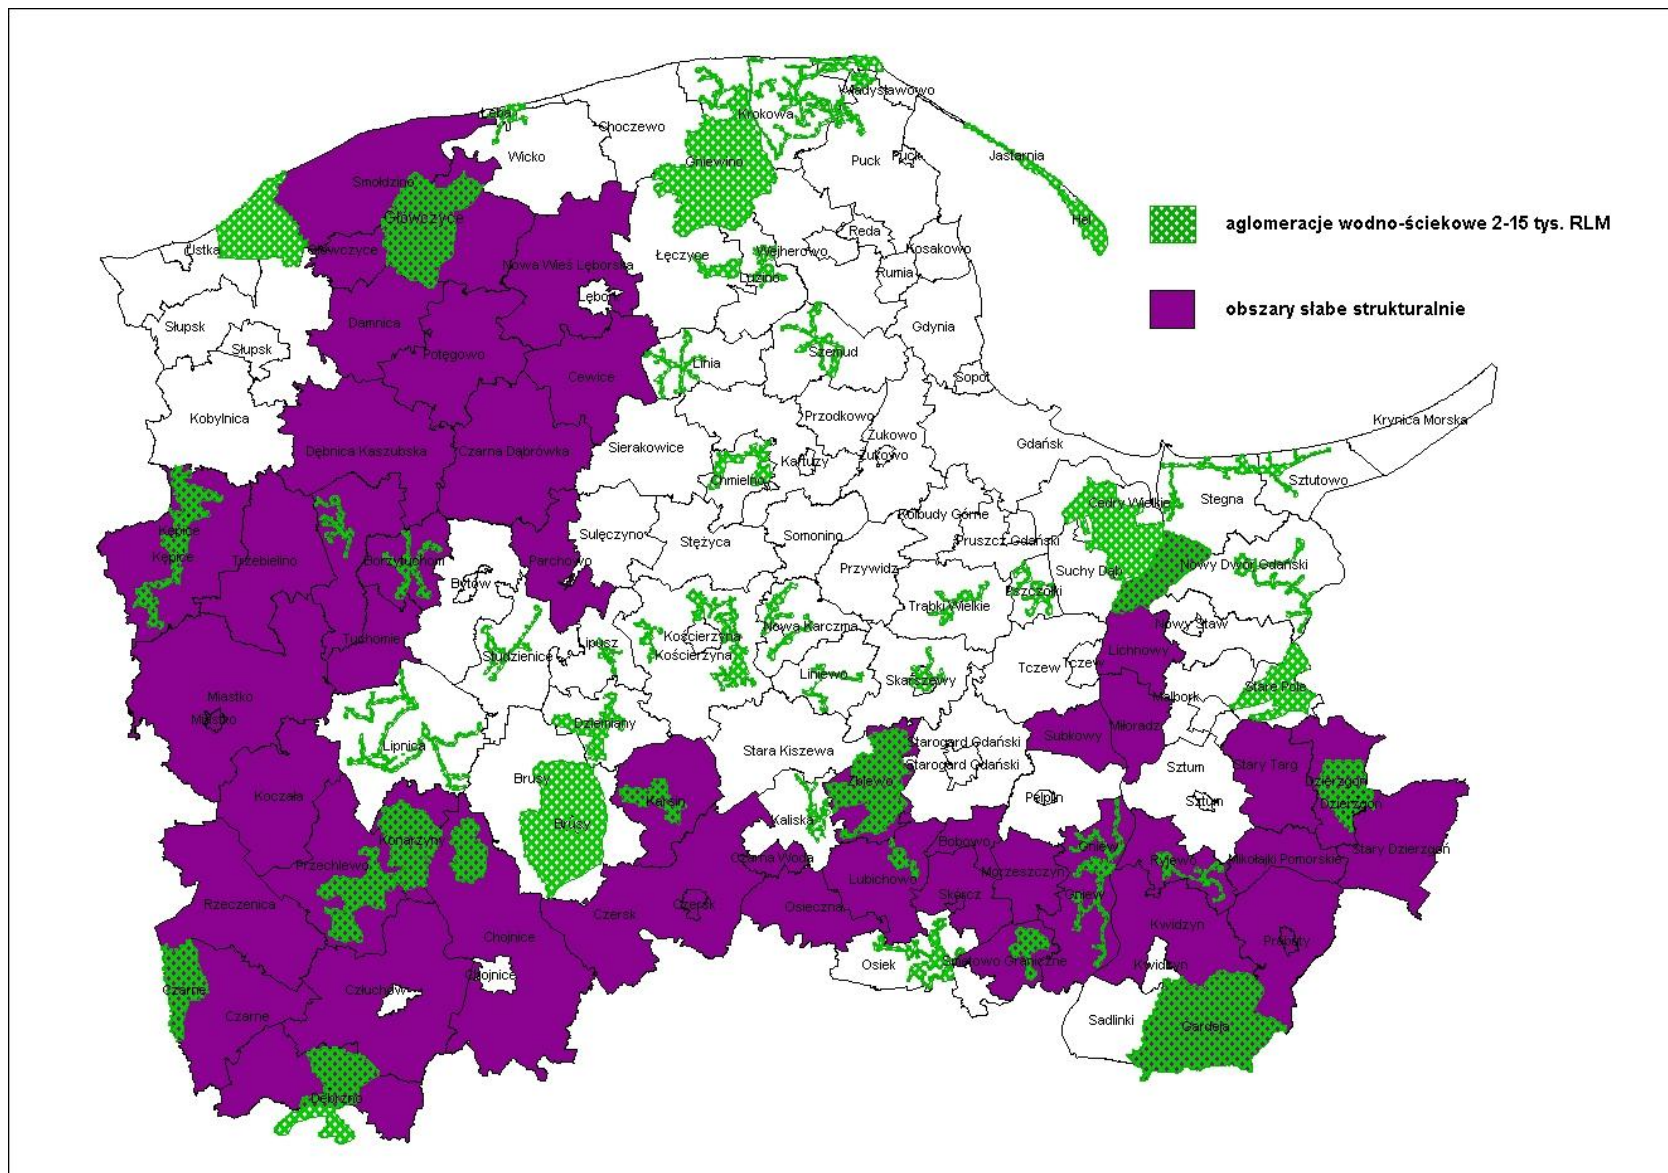 Władysławowo
Łeba
Krokowa
Choczewo
Wicko
Gniewino
Puck
Puck
Jastarnia
Smołdzino
Hel
Główczyce
aglomeracje wodno-ściekowe 2-15 tys. RLM
Reda
Ustka
Główczyce
Łęczyce
Wejherowo
Kosakowo
Nowa Wieś Lęborska
Rumia
Luzino
Lębork
obszary słabe strukturalnie
Słupsk
Damnica
Gdynia
Słupsk
Potęgowo
Szemud
Linia
Cewice
Sopot
Kobylnica
Przodkowo
Krynica Morska
Żukowo
Gdańsk
Sierakowice
Dębnica Kaszubska
Czarna Dąbrówka
Żukowo
Kartuzy
Chmielno
Sztutowo
Stegna
Cedry Wielkie
Kolbudy Górne
Kępice
Sulęczyno
Stężyca
Somonino
Pruszcz Gdański
Kępice
Trzebielino
Borzytuchom
Parchowo
Nowy Dwór Gdański
Przywidz
Suchy Dąb
Bytów
Pszczółki
Trąbki Wielkie
Nowy Staw
Nowa Karczma
Kościerzyna
Tuchomie
Lipusz
Lichnowy
Studzienice
Kościerzyna
Tczew
Tczew
Liniewo
Skarszewy
Stare Pole
Miastko
Malbork
Miastko
Dziemiany
Miłoradz
Subkowy
Lipnica
Stara Kiszewa
Starogard Gdański
Starogard Gdański
Sztum
Stary Targ
Brusy
Zblewo
Dzierzgoń
Koczała
Karsin
Pelplin
Sztum
Dzierzgoń
Brusy
Kaliska
Konarzyny
Bobowo
Gniew
Stary Dzierzgoń
Czarna Woda
Ryjewo
Mikołajki Pomorskie
Przechlewo
Morzeszczyn
Lubichowo
Gniew
Skórcz
Rzeczenica
Czersk
Osieczna
Czersk
Kwidzyn
Chojnice
Prabuty
Osiek
Smętowo Graniczne
Kwidzyn
Chojnice
Czarne
Człuchów
Czarne
Sadlinki
Gardeja
Debrzno